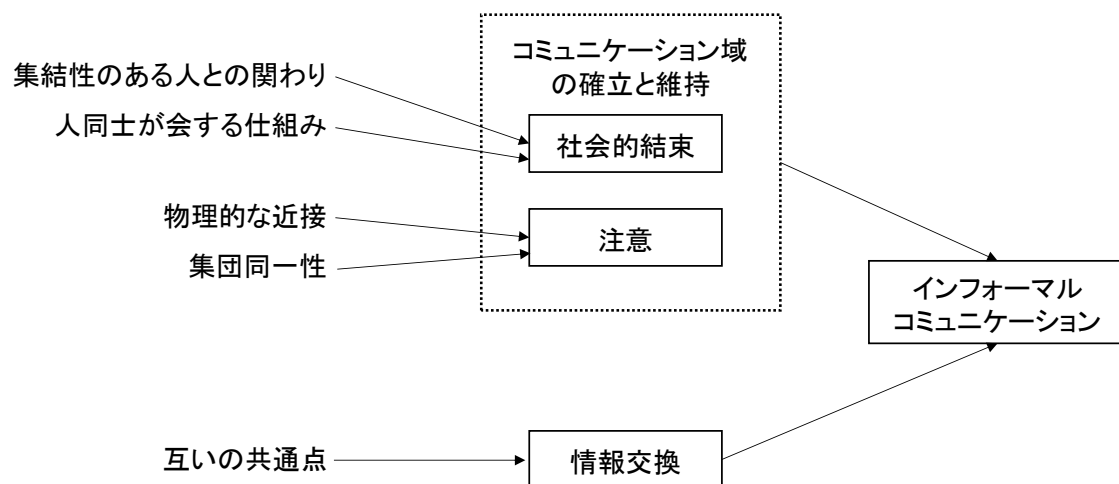 コミュニケーション域
の確立と維持
集結性のある人との関わり
人同士が会する仕組み
社会的結束
物理的な近接
集団同一性
注意
インフォーマル
コミュニケーション
互いの共通点
情報交換